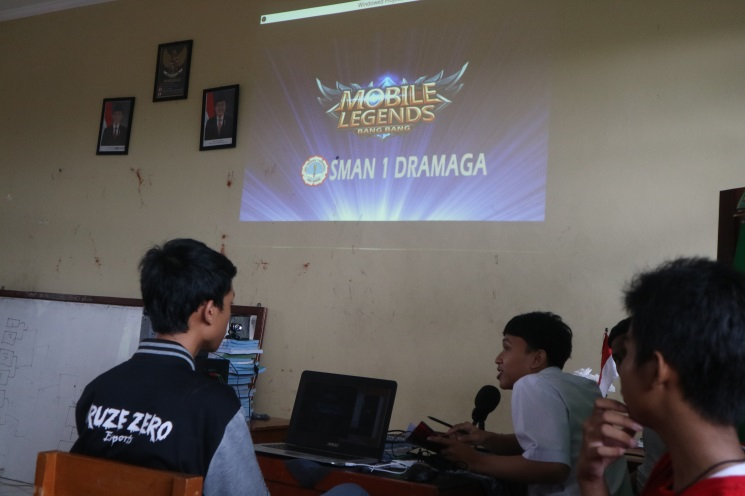 MOBILE
LEGENDS
BANG BANG
SMAN 1 DRAMAGA
RUZE ZERO
Esports